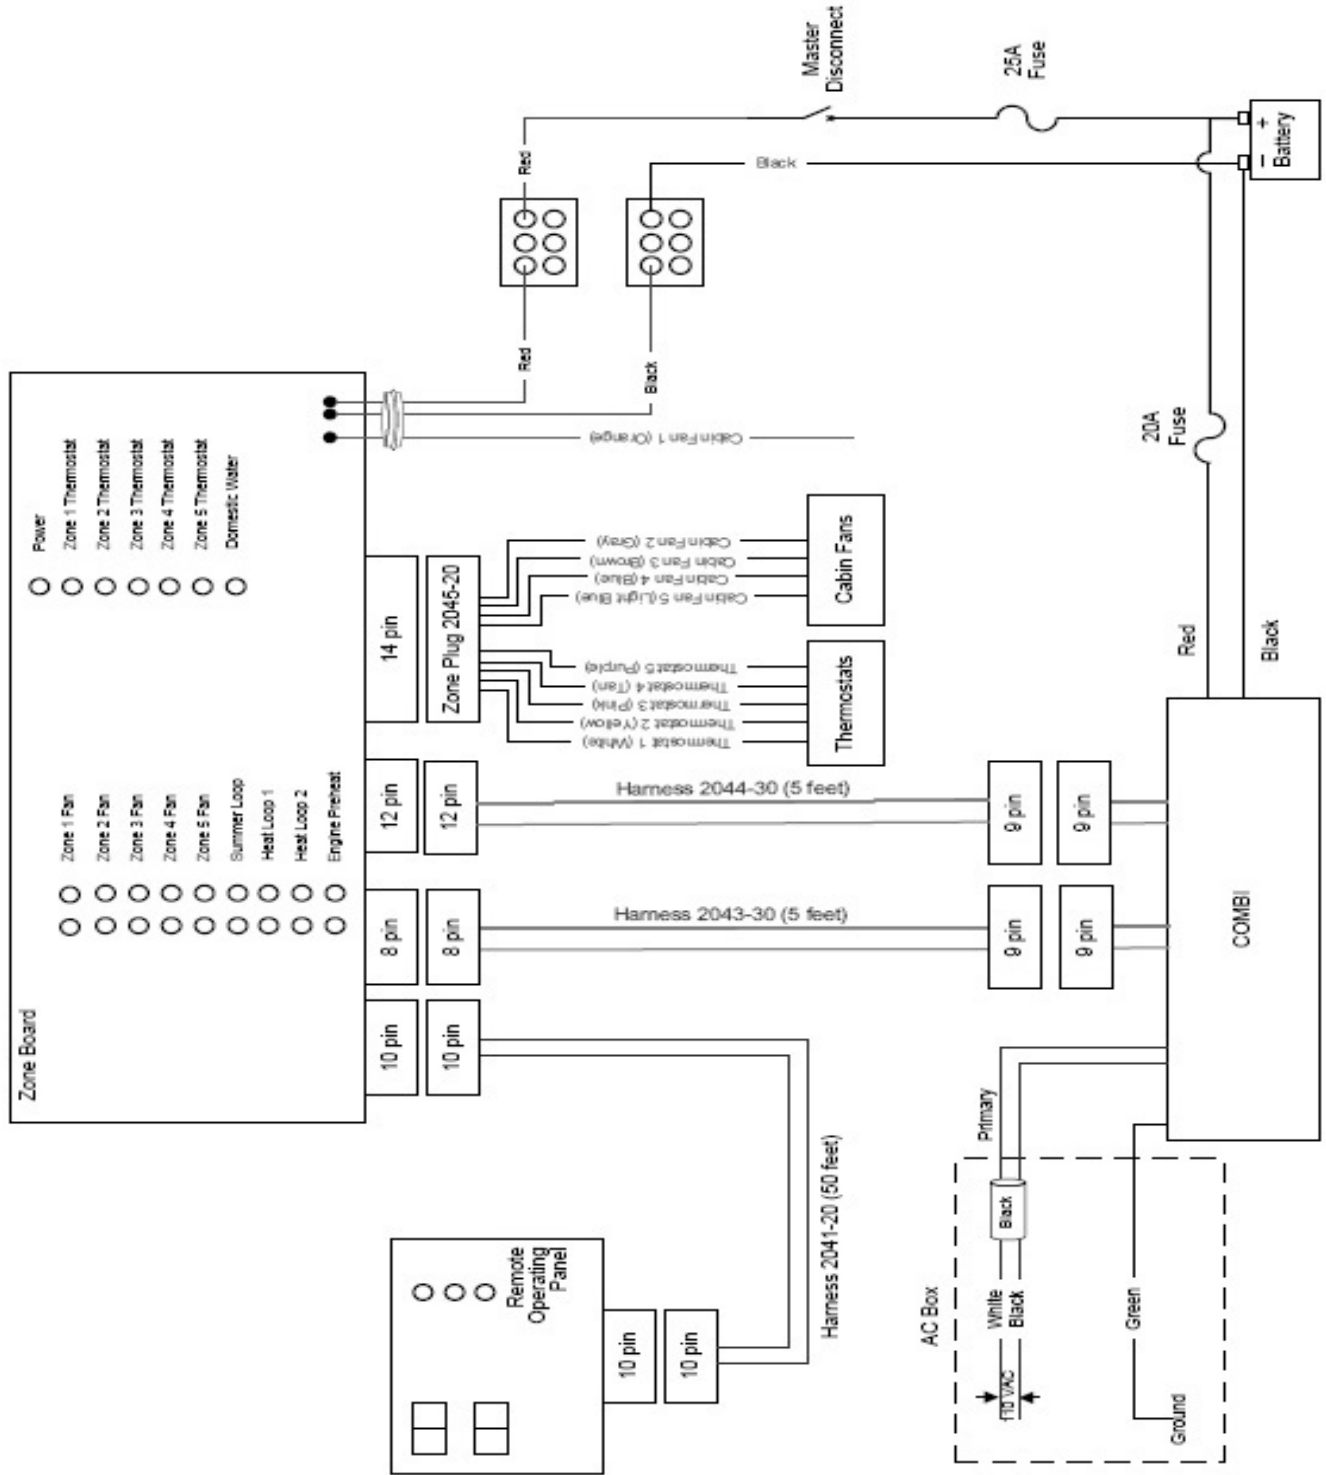 Zone Board
Power
Zone 1 Thermostat
Zone 2 Thermostat
Zone 3 Thermostat
Zone 4 Thermostat
Zone 5 Thermostat
Domestic Water
Zone 1 Fan
Zone 2 Fan
Zone 3 Fan
Zone 4 Fan
Zone 5 Fan
Summer Loop
Heat Loop 1
Heat Loop 2
Engine Preheat
10 pin
8 pin
12 pin
14 pin
10 pin
8 pin
12 pin
Zone Plug 2045-20
Remote
Operating
Panel
10 pin
10 pin
Harness 2041-20 (50 feet)
Harness 2043-30 (5 feet)
Harness 2044-30 (5 feet)
Thermostat 1 (White)
Thermostat 2 (Yellow)
Thermostat 3 (Pink)
Thermostat 4 (Tan)
Thermostat 5 (Purple)
Cabin Fan 5 (Light Blue)
Cabin Fan 4 (Blue)
Cabin Fan 3 (Brown)
Cabin Fan 2 (Gray)
Cabin Fan 1 (Orange)
Thermostats
Cabin Fans
Red
Black
Red
Black
Master
Disconnect
25A
Fuse
+
−
Battery
20A
Fuse
Red
Black
9 pin
9 pin
9 pin
9 pin
COMBI
Primary
AC Box
Black
White
Black
110 VAC
Green
Ground